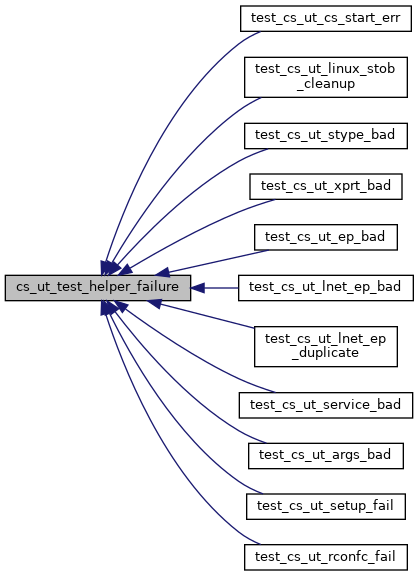 test_cs_ut_cs_start_err
test_cs_ut_linux_stob
_cleanup
test_cs_ut_stype_bad
test_cs_ut_xprt_bad
test_cs_ut_ep_bad
cs_ut_test_helper_failure
test_cs_ut_lnet_ep_bad
test_cs_ut_lnet_ep
_duplicate
test_cs_ut_service_bad
test_cs_ut_args_bad
test_cs_ut_setup_fail
test_cs_ut_rconfc_fail